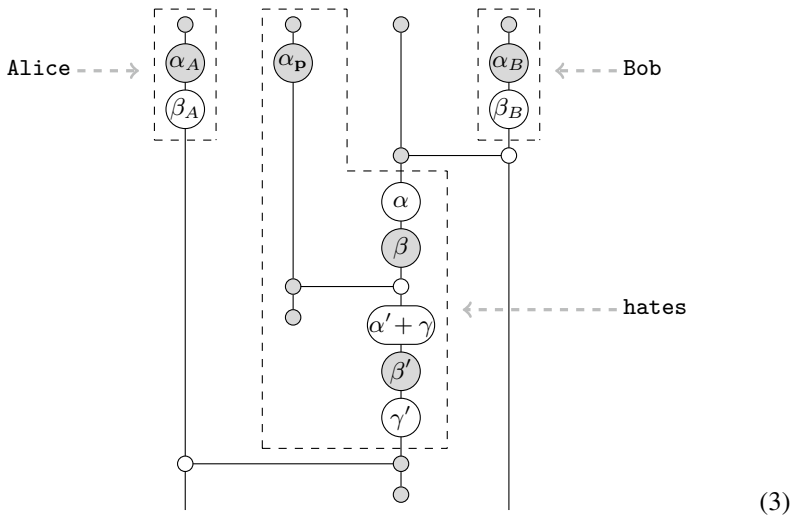 Alice α_A α_p α_B Bob
β_A β_B
α
β
hates
α′ + γ
β′
γ′
(3)